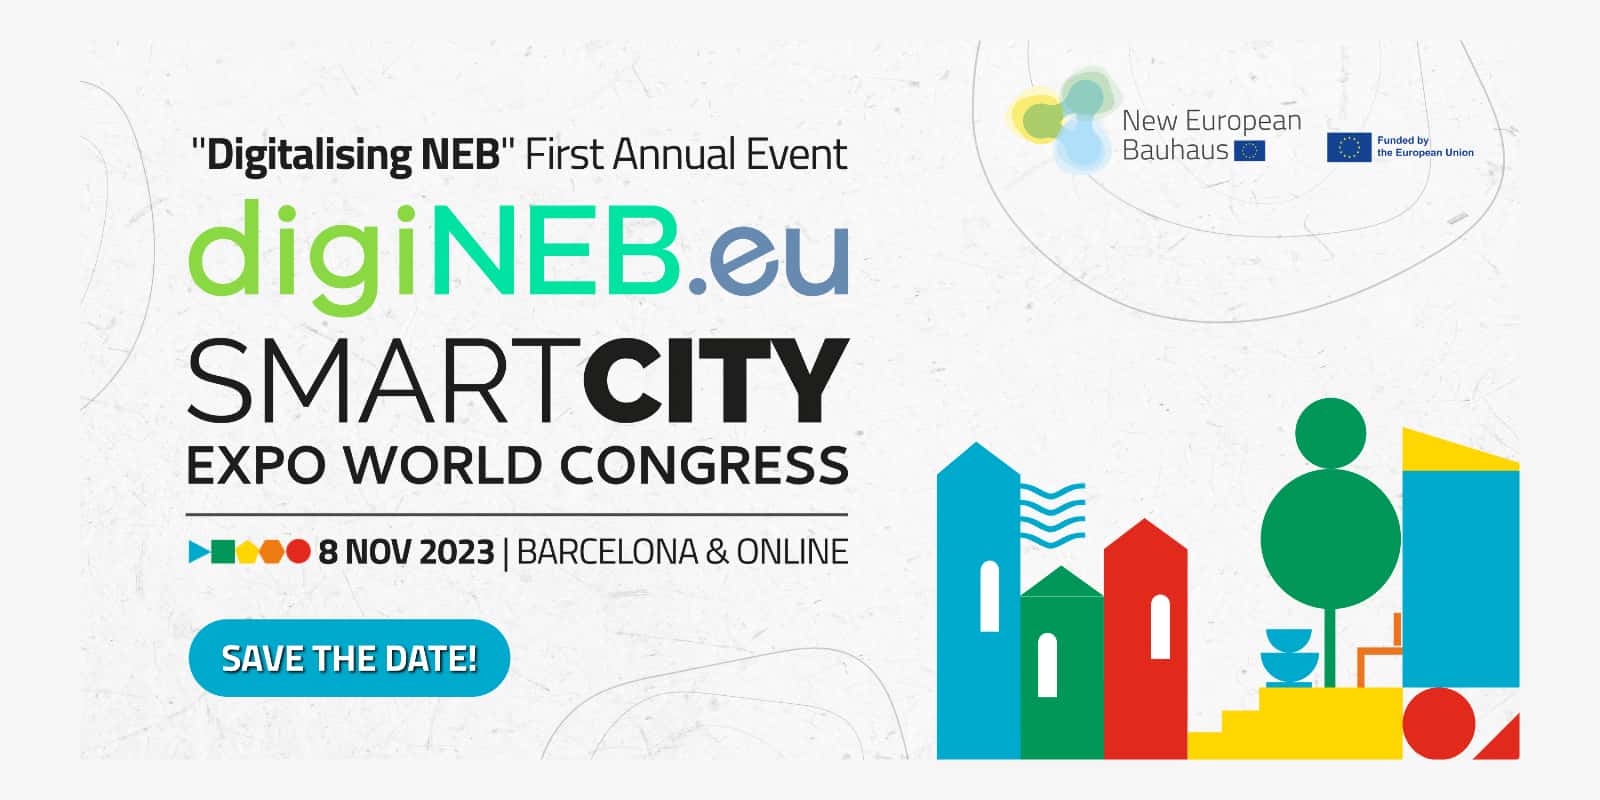 "Digitalising NEB" First Annual Event
digiNEB.eu
SMARTCITY
EXPO WORLD CONGRESS
8 NOV 2023 | BARCELONA & ONLINE
SAVE THE DATE!
New European
Bauhaus
Funded by
the European Union